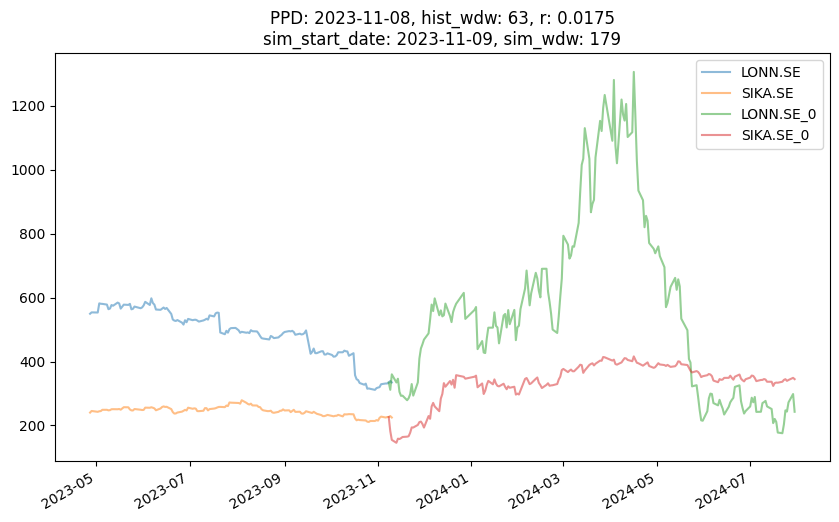 PPD: 2023-11-08, hist_wdw: 63, r: 0.0175
sim_start_date: 2023-11-09, sim_wdw: 179
LONN.SE
SIKA.SE
LONN.SE_0
SIKA.SE_0
1200
1000
800
600
400
200
2023-05
2023-07
2023-09
2023-11
2024-01
2024-03
2024-05
2024-07